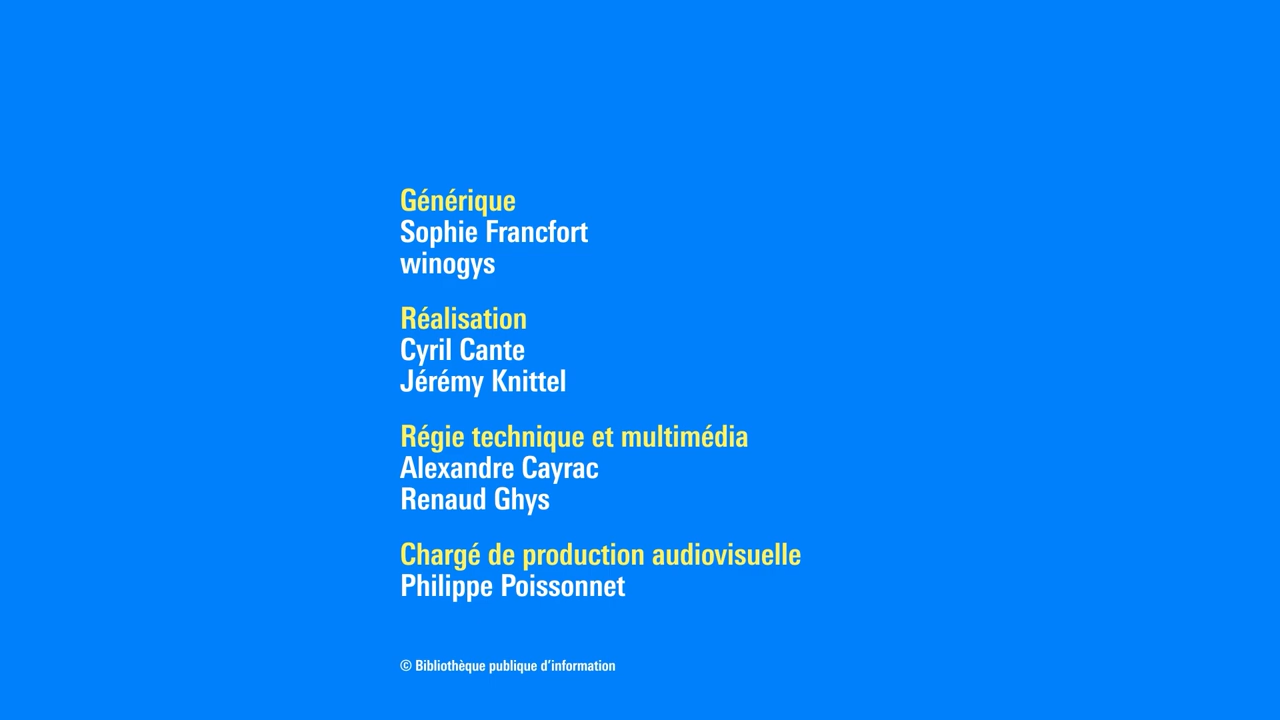 Générique
Sophie Francfort
winogys
Réalisation
Cyril Cante
Jérémy Knittel
Régie technique et multimédia
Alexandre Cayrac
Renaud Ghys
Chargé de production audiovisuelle
Philippe Poissonnet
© Bibliothèque publique d’information